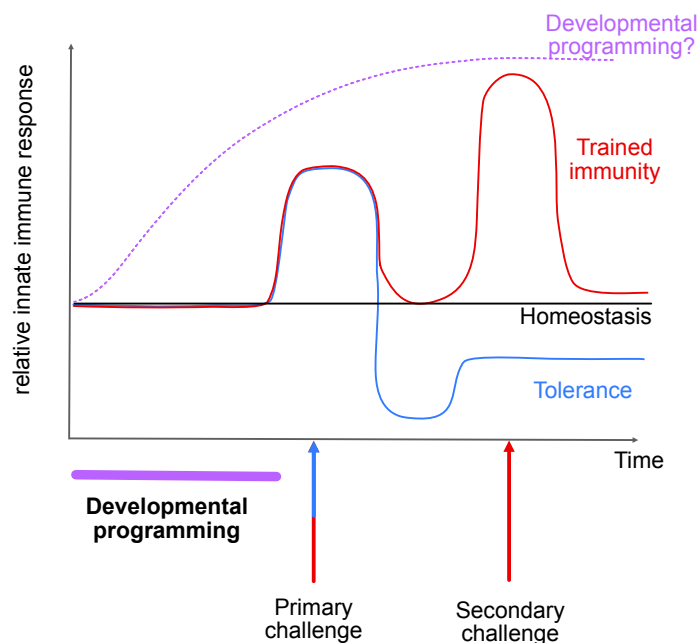 Developmental
programming?
Trained
immunity
relative innate immune response
Homeostasis
Tolerance
Time
Developmental
programming
Primary
challenge
Secondary
challenge